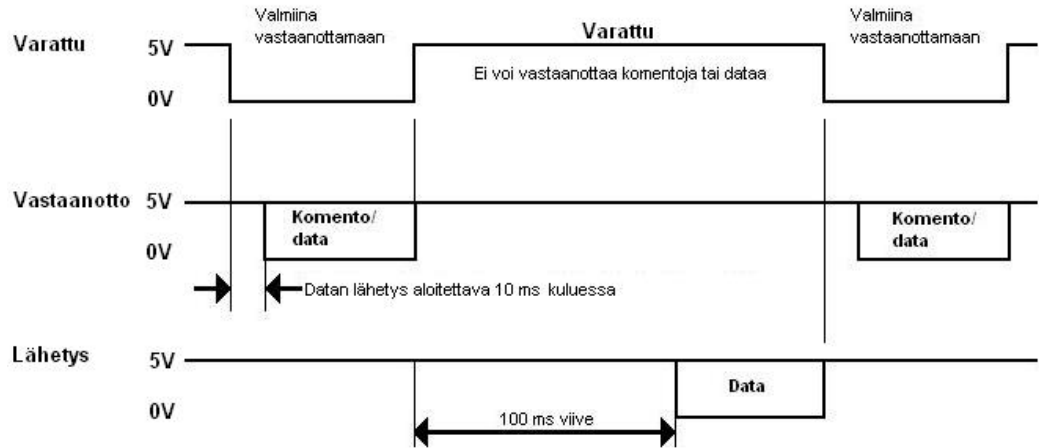 Valmiina
vastaanottamaan
Valmiina
vastaanottamaan
Varattu
5V
Varattu
Ei voi vastaanottaa komentoja tai dataa
0V
Vastaanotto
5V
Komento/
data
Komento/
data
0V
Datan lähetys aloitettava 10 ms kuluessa
Lähetys
5V
Data
0V
100 ms viive